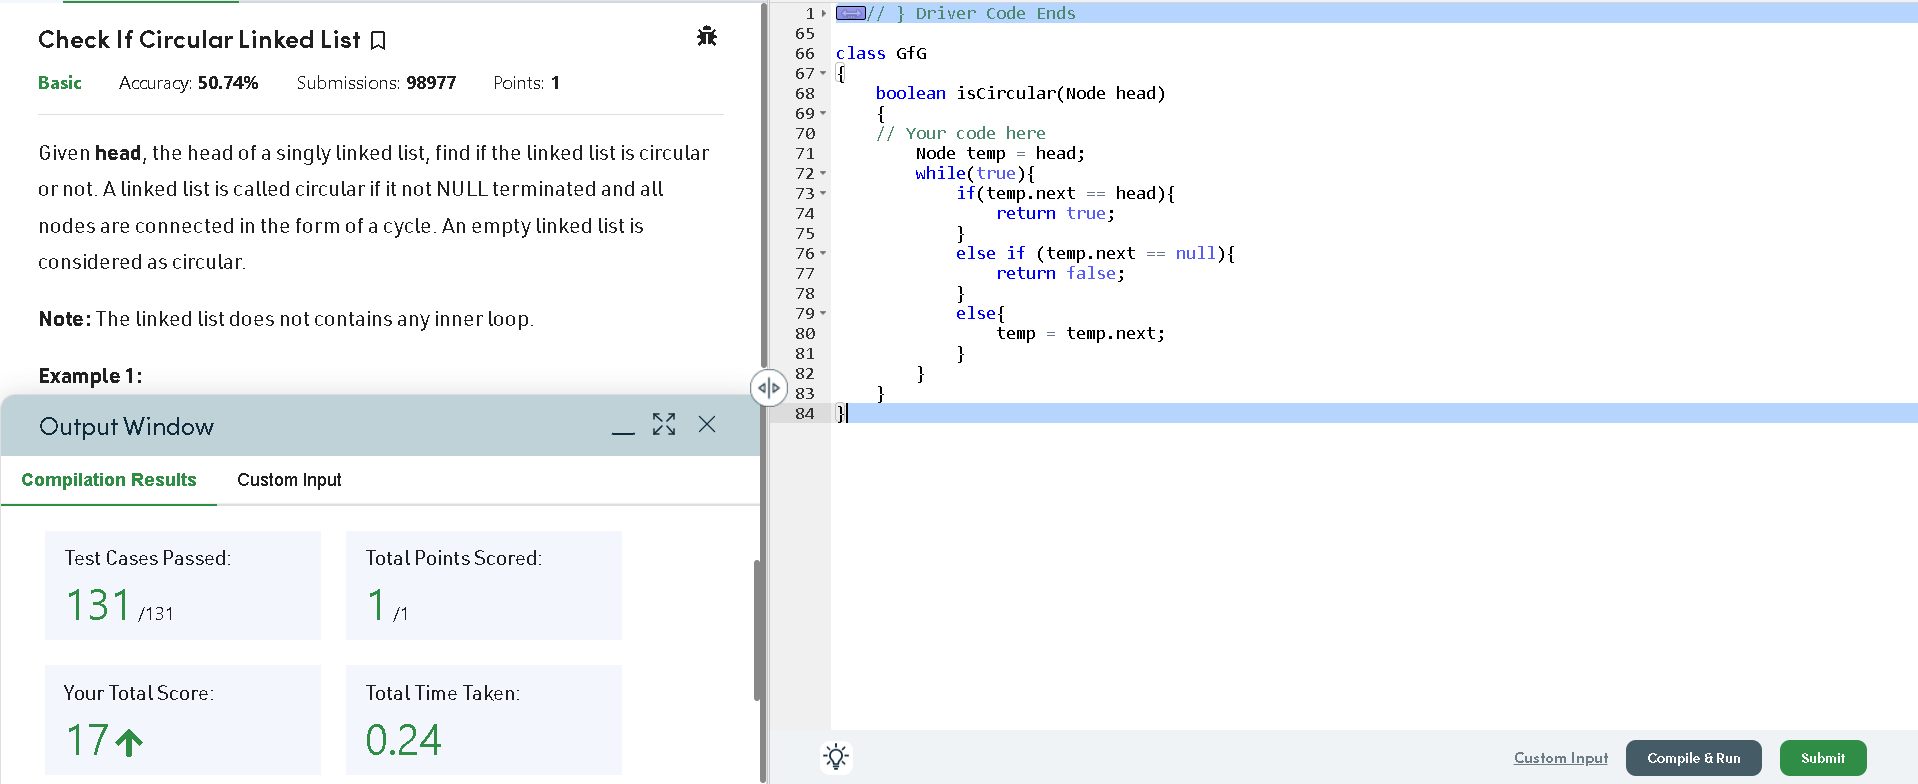 Check If Circular Linked List
Basic Accuracy: 50.74% Submissions: 98977 Points: 1
Given head, the head of a singly linked list, find if the linked list is circular
or not. A linked list is called circular if it not NULL terminated and all
nodes are connected in the form of a cycle. An empty linked list is
considered as circular.
Note: The linked list does not contains any inner loop.
Example 1:
Output Window
Compilation Results Custom Input
Test Cases Passed:
131 /131
Total Points Scored:
1 /1
Your Total Score:
17
Total Time Taken:
0.24
1 // } Driver Code Ends
65
66 class GfG
67 {
68     boolean isCircular(Node head)
69     {
70     // Your code here
71         Node temp = head;
72         while(true){
73             if(temp.next == head){
74                 return true;
75             }
76             else if (temp.next == null){
77                 return false;
78             }
79             else{
80                 temp = temp.next;
81             }
82         }
83     }
84 }
Custom Input Compile & Run Submit